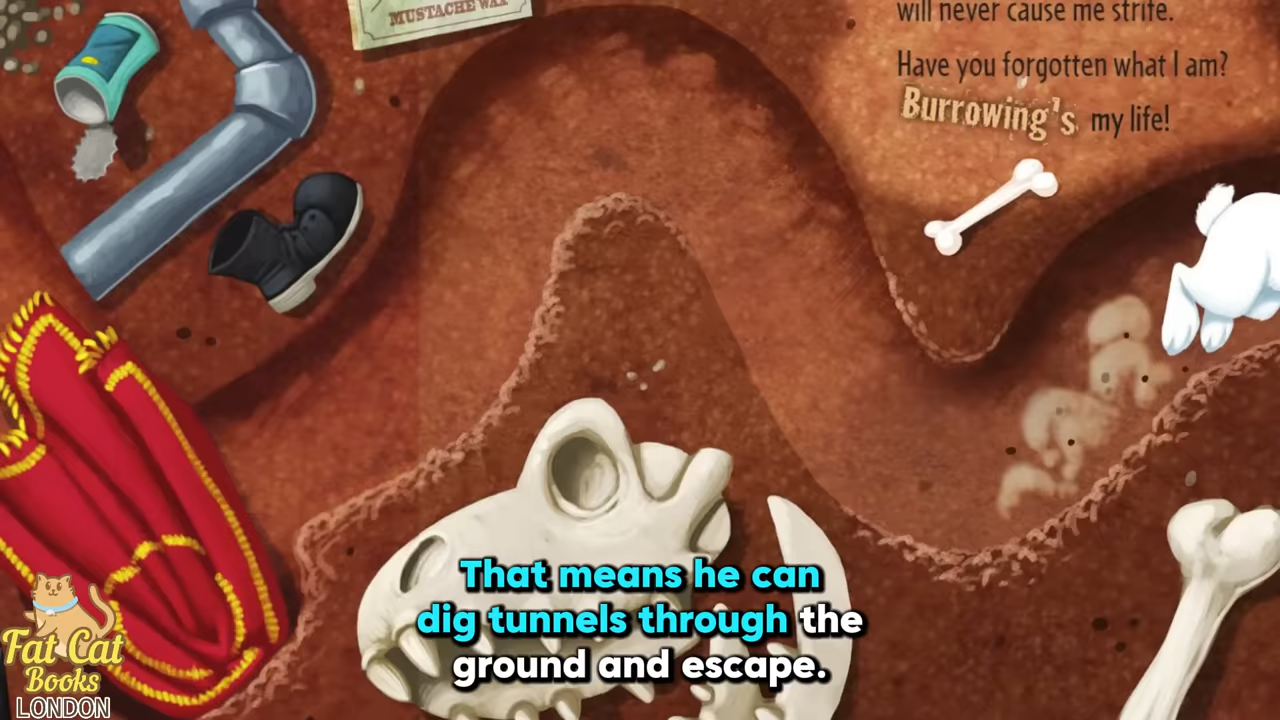 MUSTACHE WAX
will never cause me strife.
Have you forgotten what I am?
Burrowing's my life!
That means he can
dig tunnels through the
ground and escape.
Fat Cat
Books
LONDON